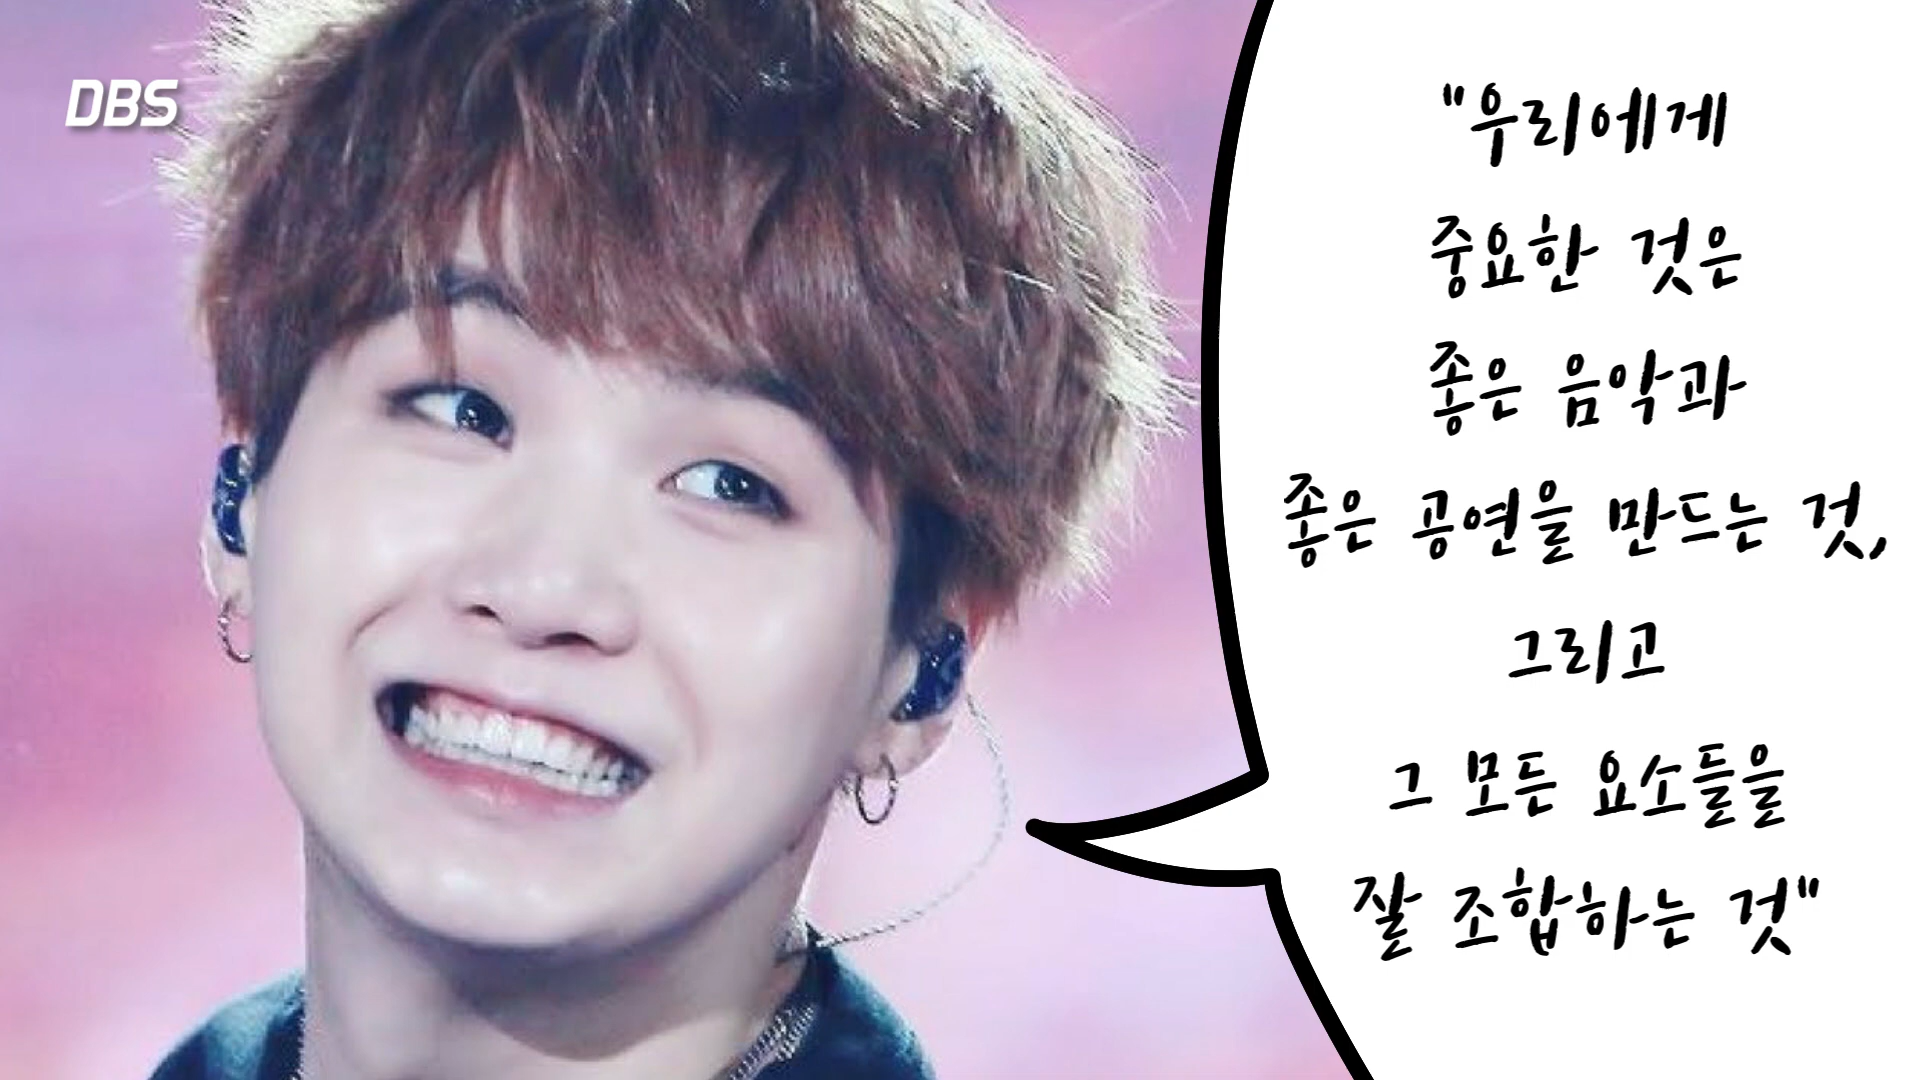 DBS
"우리에게
중요한 것은
좋은 음악과
좋은 공연을 만드는 것,
그리고
그 모든 요소들을
잘 조합하는 것"